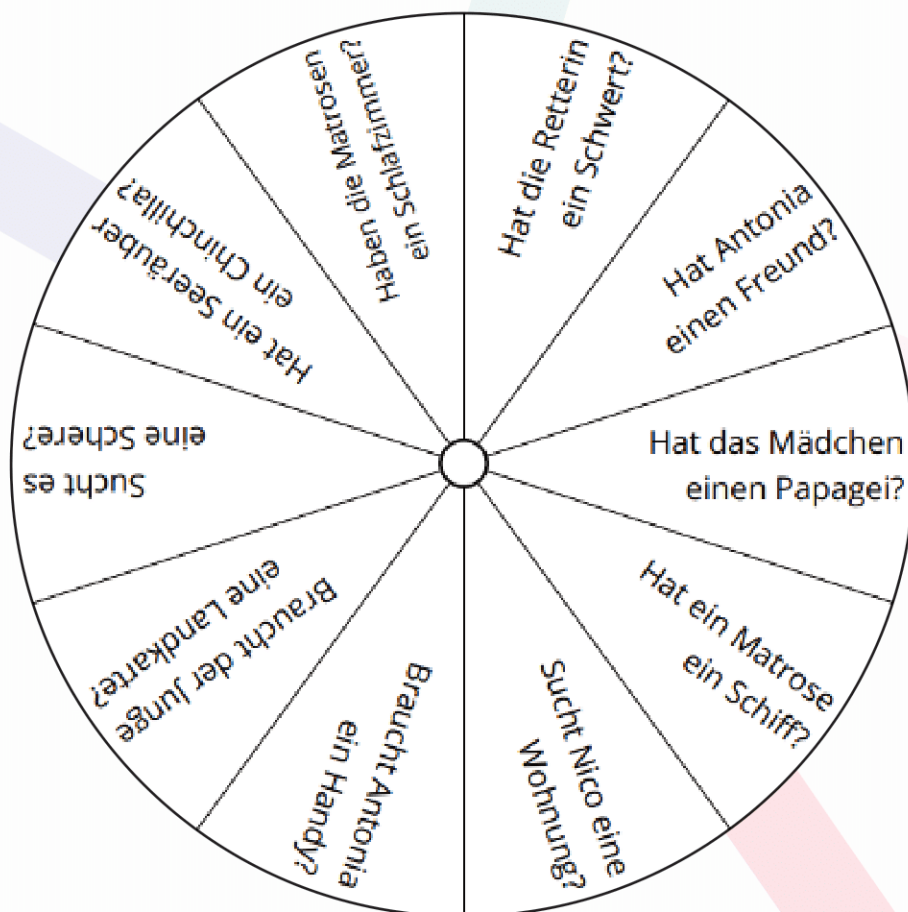 Hat die Retterin
ein Schwert?
Hat Antonia
einen Freund?
Hat das Mädchen
einen Papagei?
Hat ein Matrose
ein Schiff?
Sucht Nico eine
Wohnung?
Braucht Antonia
ein Handy?
Braucht der Junge
eine Landkarte?
Sucht es
eine Schere?
Hat ein Seeräuber
ein Chinchilla?
Haben die Matrosen
ein Schlafzimmer?